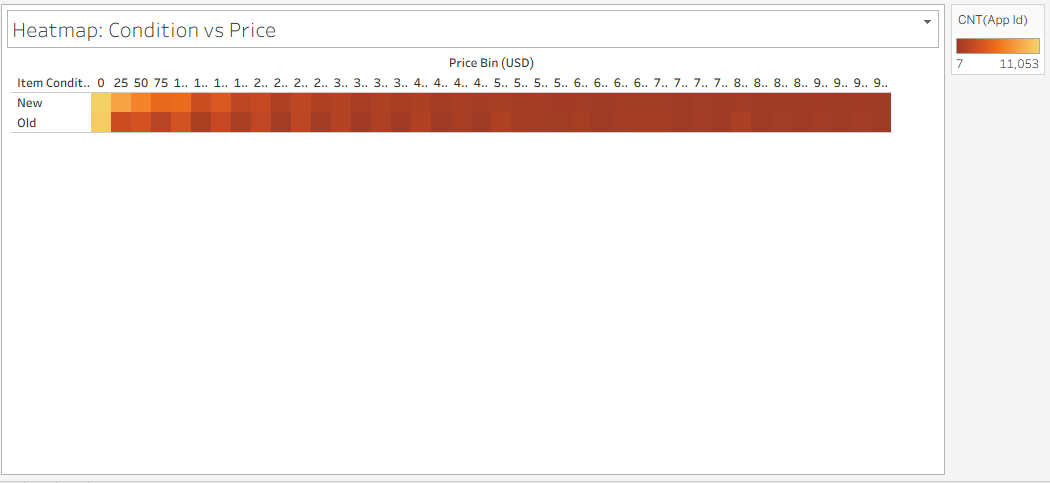 Heatmap: Condition vs Price
CNT(App Id)
7 11,053
Price Bin (USD)
Item Condit.. 0 25 50 75 1.. 1.. 1.. 1.. 2.. 2.. 2.. 2.. 3.. 3.. 3.. 3.. 4.. 4.. 4.. 4.. 5.. 5.. 5.. 5.. 6.. 6.. 6.. 6.. 7.. 7.. 7.. 7.. 8.. 8.. 8.. 8.. 9.. 9.. 9.. 9..
New
Old